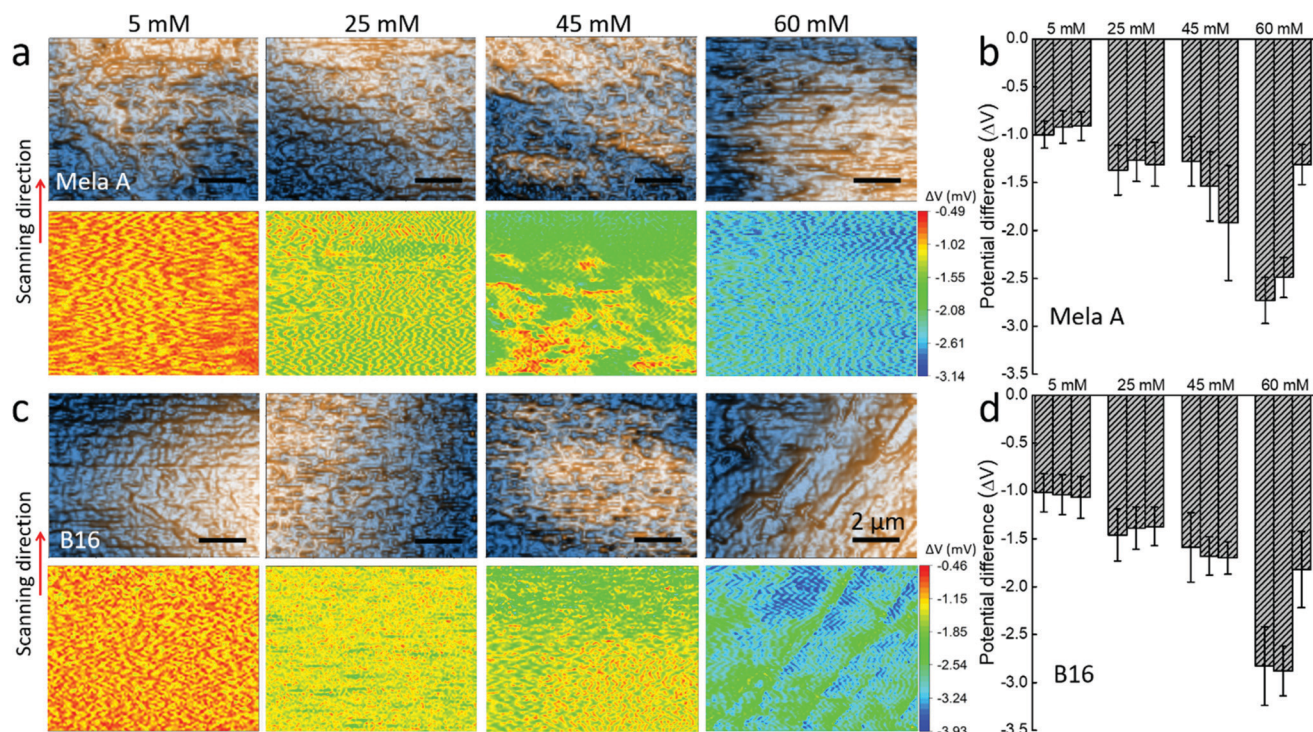 5 mM 25 mM 45 mM 60 mM
a
Mela A
Scanning direction
ΔV (mV)
-0.49
-1.02
-1.55
-2.08
-2.61
-3.14
b
5 mM 25 mM 45 mM 60 mM
0.0
-0.5
-1.0
-1.5
-2.0
-2.5
-3.0
-3.5
Potential difference (ΔV)
Mela A
c
B16
2 μm
Scanning direction
ΔV (mV)
-0.46
-1.15
-1.85
-2.54
-3.24
-3.93
d
5 mM 25 mM 45 mM 60 mM
0.0
-0.5
-1.0
-1.5
-2.0
-2.5
-3.0
-3.5
Potential difference (ΔV)
B16